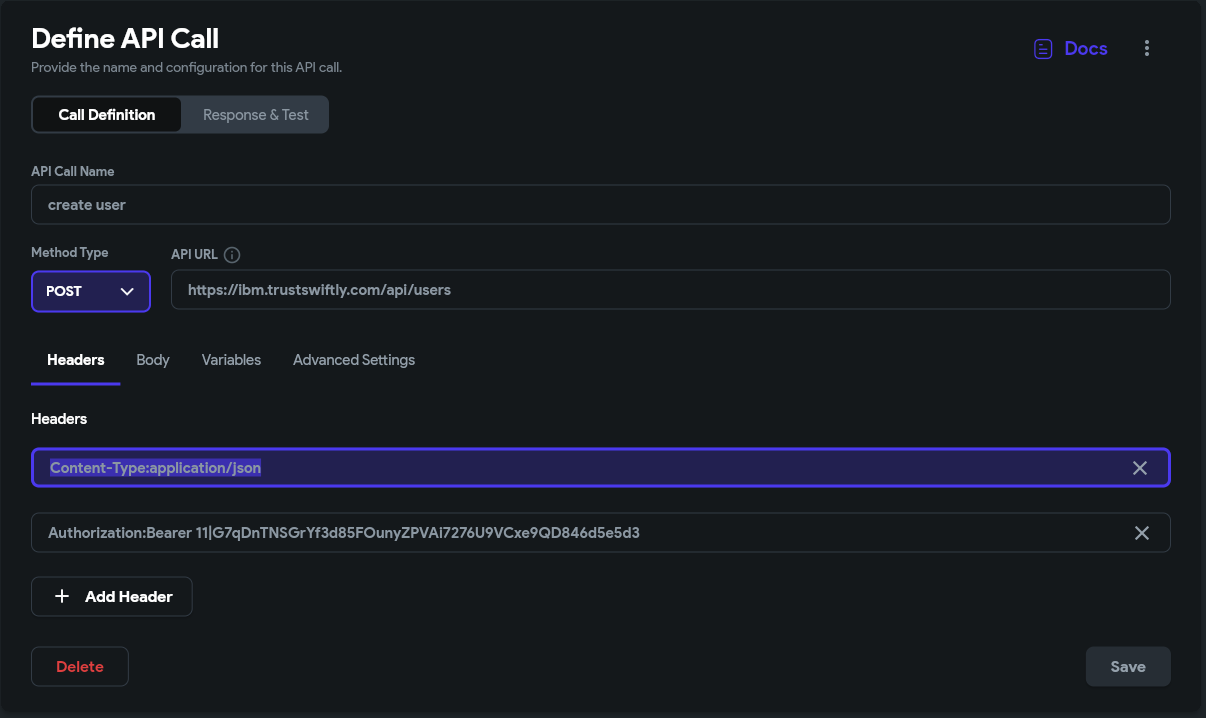 Define API Call
Docs
Provide the name and configuration for this API call.
Call Definition
Response & Test
API Call Name
create user
Method Type
API URL
POST
https://ibm.trustswiftly.com/api/users
Headers
Body
Variables
Advanced Settings
Headers
Content-Type:application/json
Authorization:Bearer 11|G7qDnTNSGrYf3d85FOunyZPVAi7276U9VCxe9QD846d5e5d3
Add Header
Delete
Save